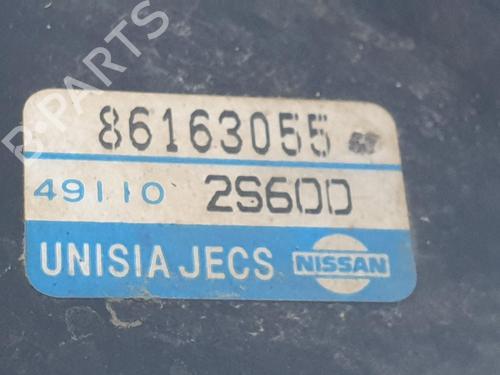 B-PARTS
86163055
49110 2S600
UNISIA JECS NISSAN